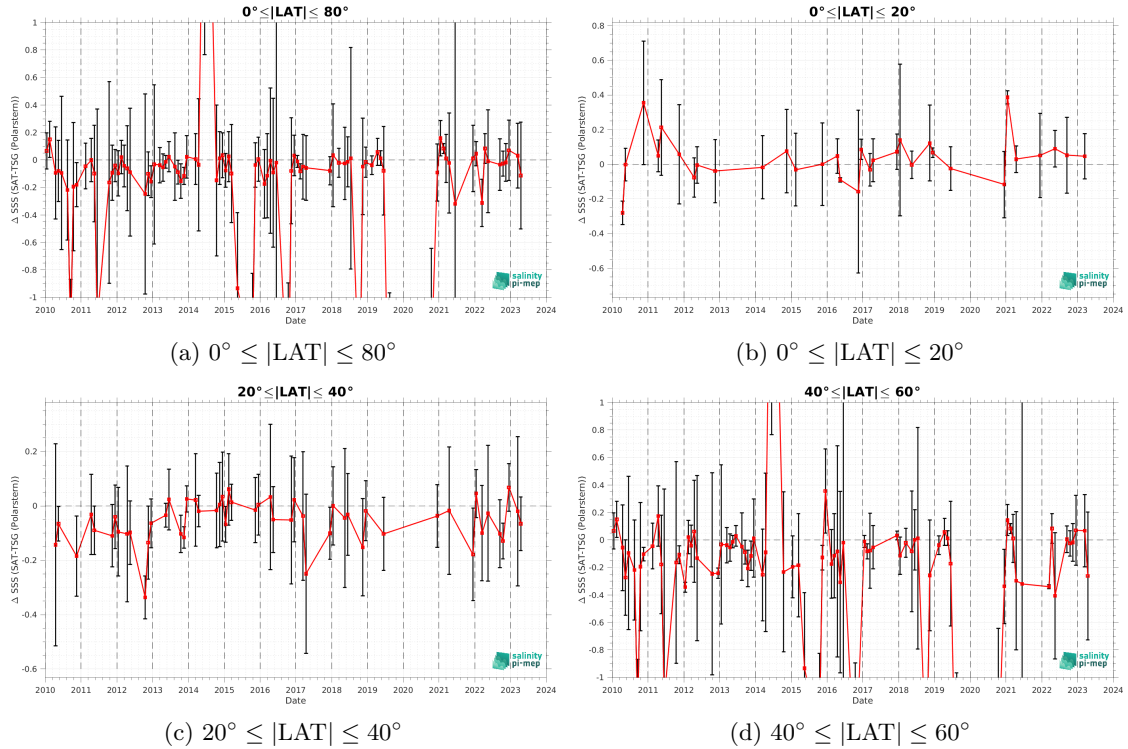 0°≤|LAT|≤ 80°
Δ SSS (SAT-TSG (Polarstern))
1
0.8
0.6
0.4
0.2
0
-0.2
-0.4
-0.6
-0.8
-1
2010 2011 2012 2013 2014 2015 2016 2017 2018 2019 2020 2021 2022 2023 2024
Date
salinity
pi-mep
(a) 0° ≤ |LAT| ≤ 80°
0°≤|LAT|≤ 20°
Δ SSS (SAT-TSG (Polarstern))
0.8
0.6
0.4
0.2
0
-0.2
-0.4
-0.6
2010 2011 2012 2013 2014 2015 2016 2017 2018 2019 2020 2021 2022 2023 2024
Date
salinity
pi-mep
(b) 0° ≤ |LAT| ≤ 20°
20°≤|LAT|≤ 40°
Δ SSS (SAT-TSG (Polarstern))
0.2
0
-0.2
-0.4
-0.6
2010 2011 2012 2013 2014 2015 2016 2017 2018 2019 2020 2021 2022 2023 2024
Date
salinity
pi-mep
(c) 20° ≤ |LAT| ≤ 40°
40°≤|LAT|≤ 60°
Δ SSS (SAT-TSG (Polarstern))
1
0.8
0.6
0.4
0.2
0
-0.2
-0.4
-0.6
-0.8
-1
2010 2011 2012 2013 2014 2015 2016 2017 2018 2019 2020 2021 2022 2023 2024
Date
salinity
pi-mep
(d) 40° ≤ |LAT| ≤ 60°